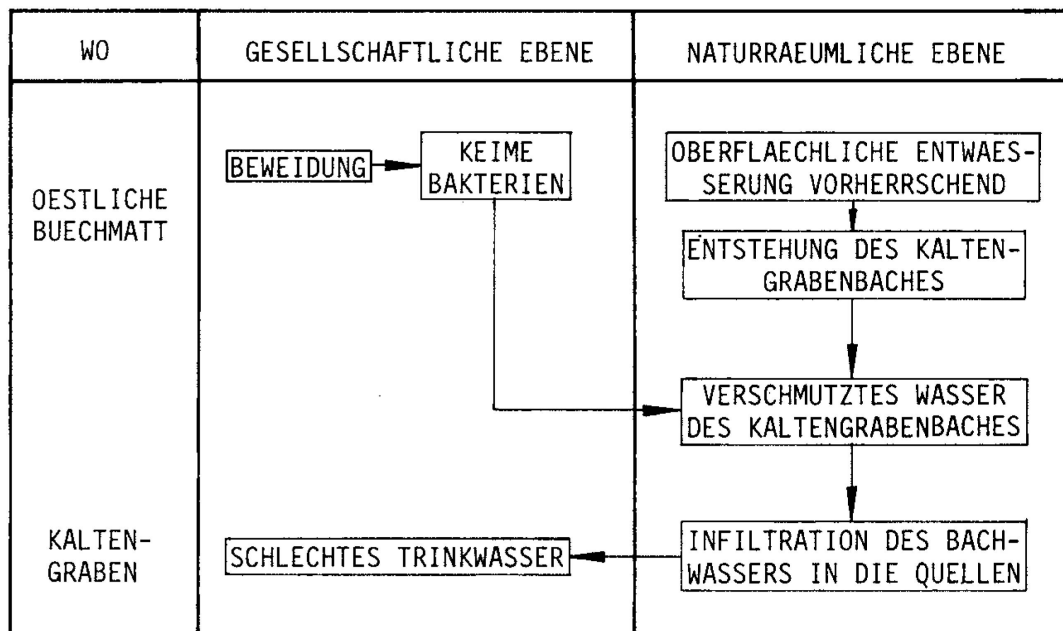 WO
GESELLSCHAFTLICHE EBENE
NATURRAEUMLICHE EBENE
OESTLICHE
BUECHMATT
BEWEIDUNG
KEIME
BAKTERIEN
OBERFLAECHLICHE ENTWAES-
SERUNG VORHERRSCHEND
ENTSTEHUNG DES KALTEN-
GRABENBACHES
VERSCHMUTZTES WASSER
DES KALTENGRABENBACHES
KALTEN-
GRABEN
SCHLECHTES TRINKWASSER
INFILTRATION DES BACH-
WASSERS IN DIE QUELLEN